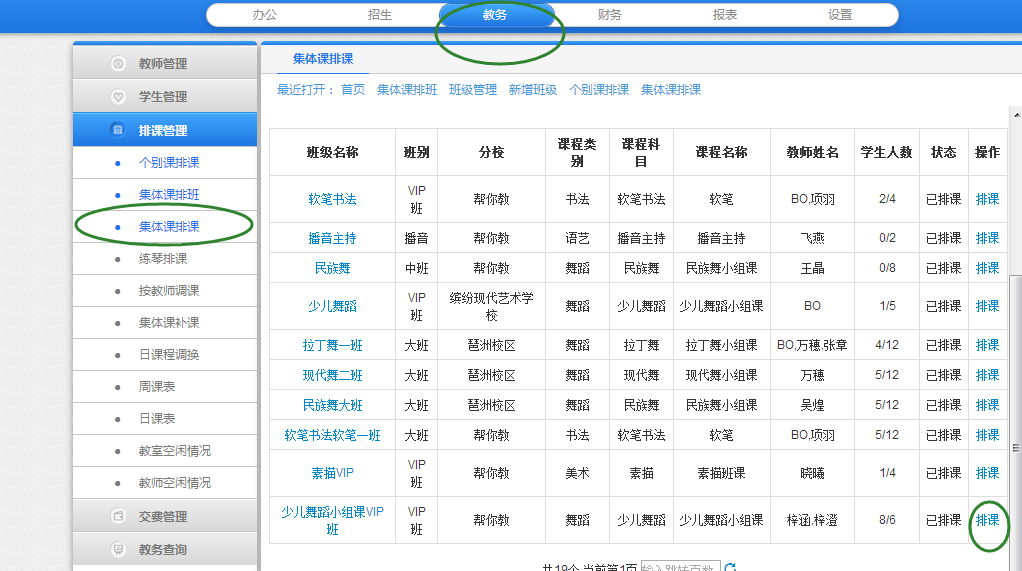 办公 招生 教务 财务 报表 设置
教师管理
学生管理
排课管理
个别课排课
集体课排班
集体课排课
练琴排课
按教师调课
集体课补课
日课程调换
周课表
日课表
教室空闲情况
教师空闲情况
交费管理
教务查询
集体课排课
最近打开： 首页 集体课排班 班级管理 新增班级 个别课排课 集体课排课
班级名称 班别 分校 课程类别 课程科目 课程名称 教师姓名 学生人数 状态 操作
软笔书法 VIP班 帮你教 书法 软笔书法 软笔 BO,项羽 2/4 已排课 排课
播音主持 播音 帮你教 语艺 播音主持 播音主持 飞燕 0/2 已排课 排课
民族舞 中班 帮你教 舞蹈 民族舞 民族舞小组课 王晶 0/8 已排课 排课
少儿舞蹈 VIP班 缤纷现代艺术学校 舞蹈 少儿舞蹈 少儿舞蹈小组课 BO 1/5 已排课 排课
拉丁舞一班 大班 琶洲校区 舞蹈 拉丁舞 拉丁舞小组课 BO,万穗,张章 4/12 已排课 排课
现代舞二班 大班 琶洲校区 舞蹈 现代舞 现代舞小组课 万穗 5/12 已排课 排课
民族舞大班 大班 琶洲校区 舞蹈 民族舞 民族舞小组课 吴煌 5/12 已排课 排课
软笔书法软笔一班 大班 帮你教 书法 软笔书法 软笔 BO,项羽 5/12 已排课 排课
素描VIP VIP班 帮你教 美术 素描 素描班课 晓曦 1/4 已排课 排课
少儿舞蹈小组课VIP班 VIP班 帮你教 舞蹈 少儿舞蹈 少儿舞蹈小组课 梓涵,梓澄 8/6 已排课 排课
共19个 当前第1页 输入跳转页数